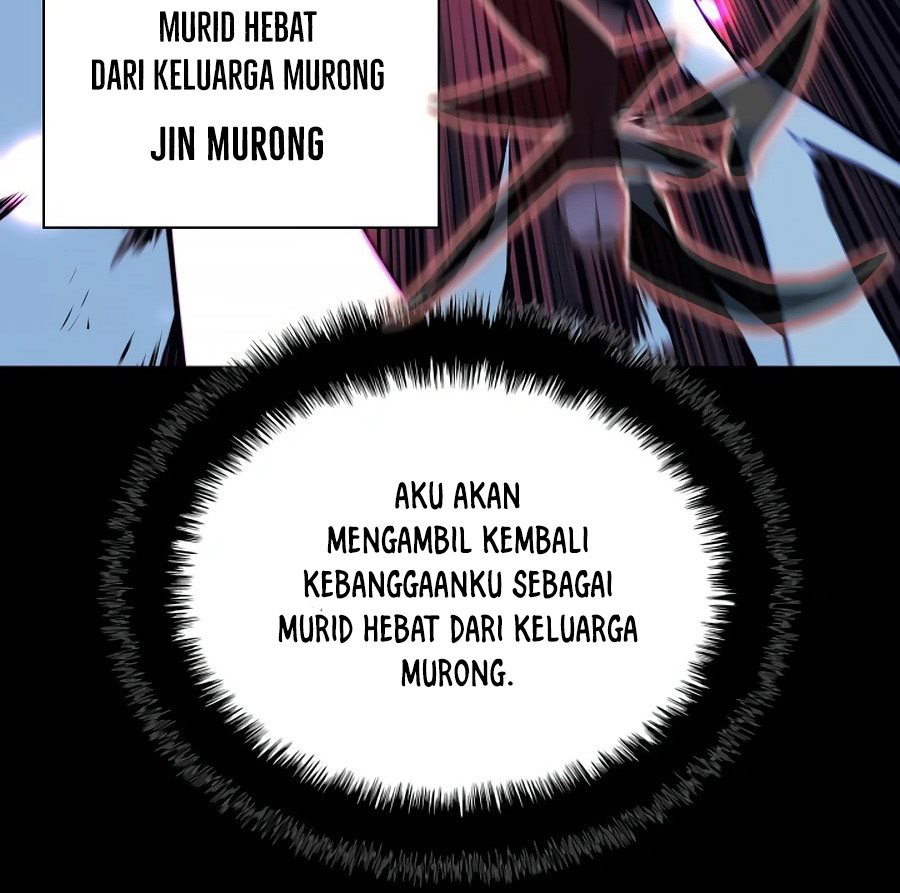 MURID HEBAT
DARI KELUARGA MURONG
JIN MURONG
AKU AKAN
MENGAMBIL KEMBALI
KEBANGGAANKU SEBAGAI
MURID HEBAT DARI KELUARGA
MURONG.